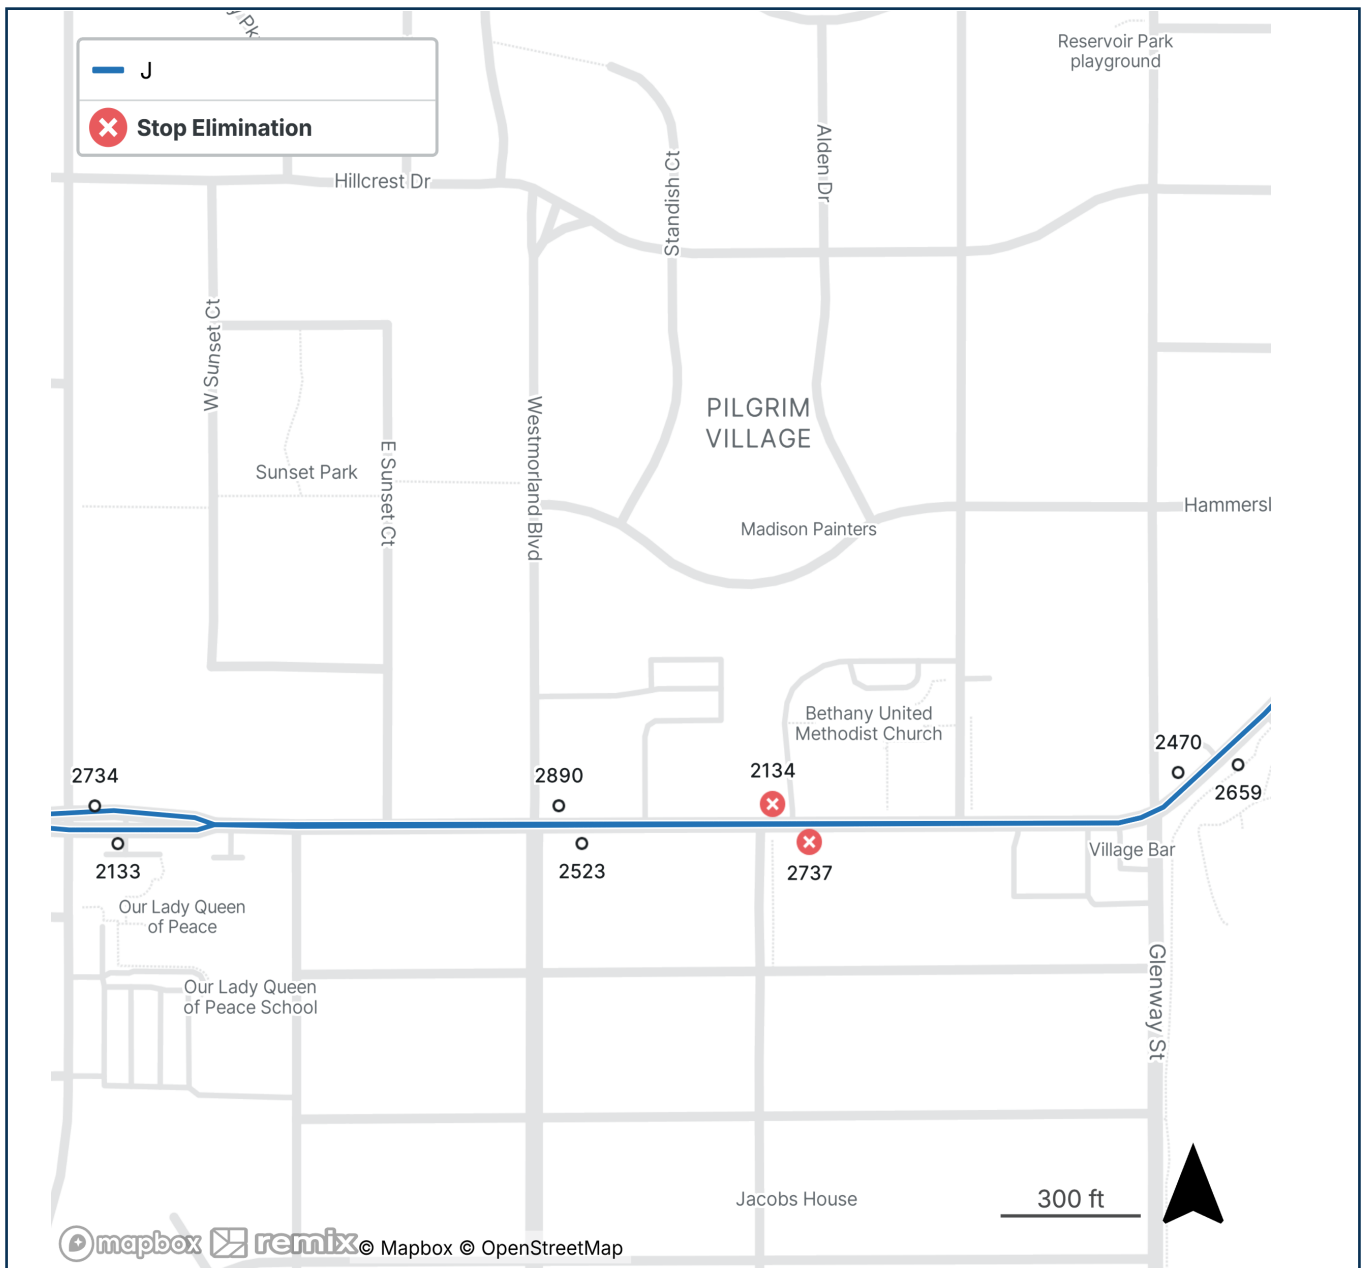 J
Stop Elimination
Reservoir Park
playground
Hillcrest Dr
Standish Ct
Alden Dr
W Sunset Ct
E Sunset Ct
Westmorland Blvd
PILGRIM
VILLAGE
Sunset Park
Madison Painters
Hammersl
Bethany United
Methodist Church
2734
2890
2134
2470
2659
2133
2523
2737
Village Bar
Our Lady Queen
of Peace
Our Lady Queen
of Peace School
Glenway St
Jacobs House
300 ft
mapbox remix © Mapbox © OpenStreetMap